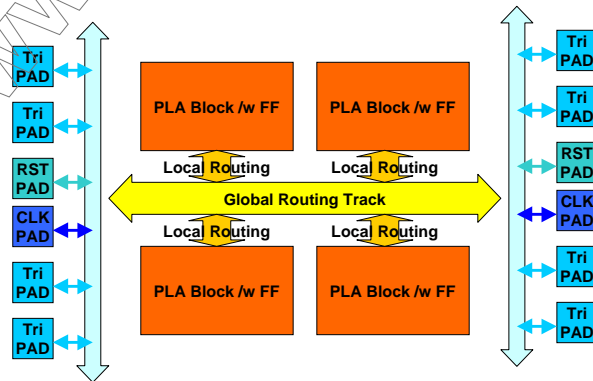 Tri
PAD
Tri
PAD
RST
PAD
CLK
PAD
Tri
PAD
Tri
PAD
PLA Block /w FF
PLA Block /w FF
Local Routing
Local Routing
Global Routing Track
Local Routing
Local Routing
PLA Block /w FF
PLA Block /w FF
Tri
PAD
Tri
PAD
RST
PAD
CLK
PAD
Tri
PAD
Tri
PAD